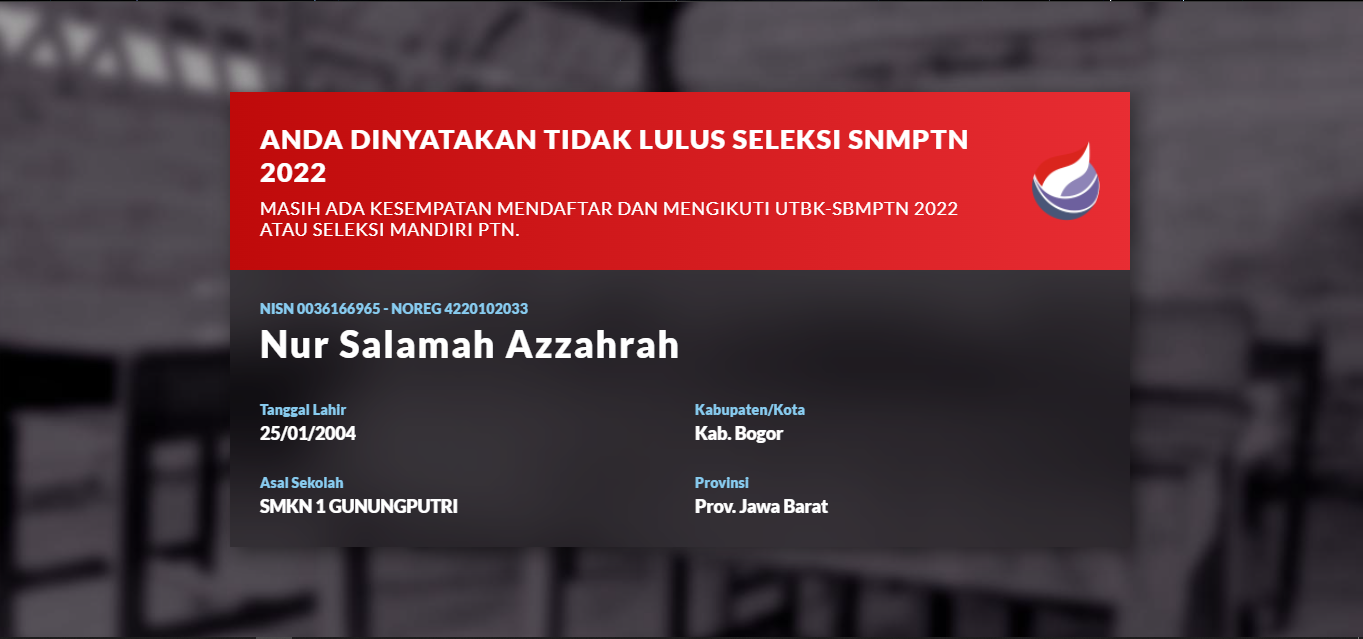 ANDA DINYATAKAN TIDAK LULUS SELEKSI SNMPTN
2022
MASIH ADA KESEMPATAN MENDAFTAR DAN MENGIKUTI UTBK-SBMPTN 2022
ATAU SELEKSI MANDIRI PTN.
NISN 0036166965 - NOREG 4220102033
Nur Salamah Azzahrah
Tanggal Lahir
25/01/2004
Kabupaten/Kota
Kab. Bogor
Asal Sekolah
SMKN 1 GUNUNGPUTRI
Provinsi
Prov. Jawa Barat